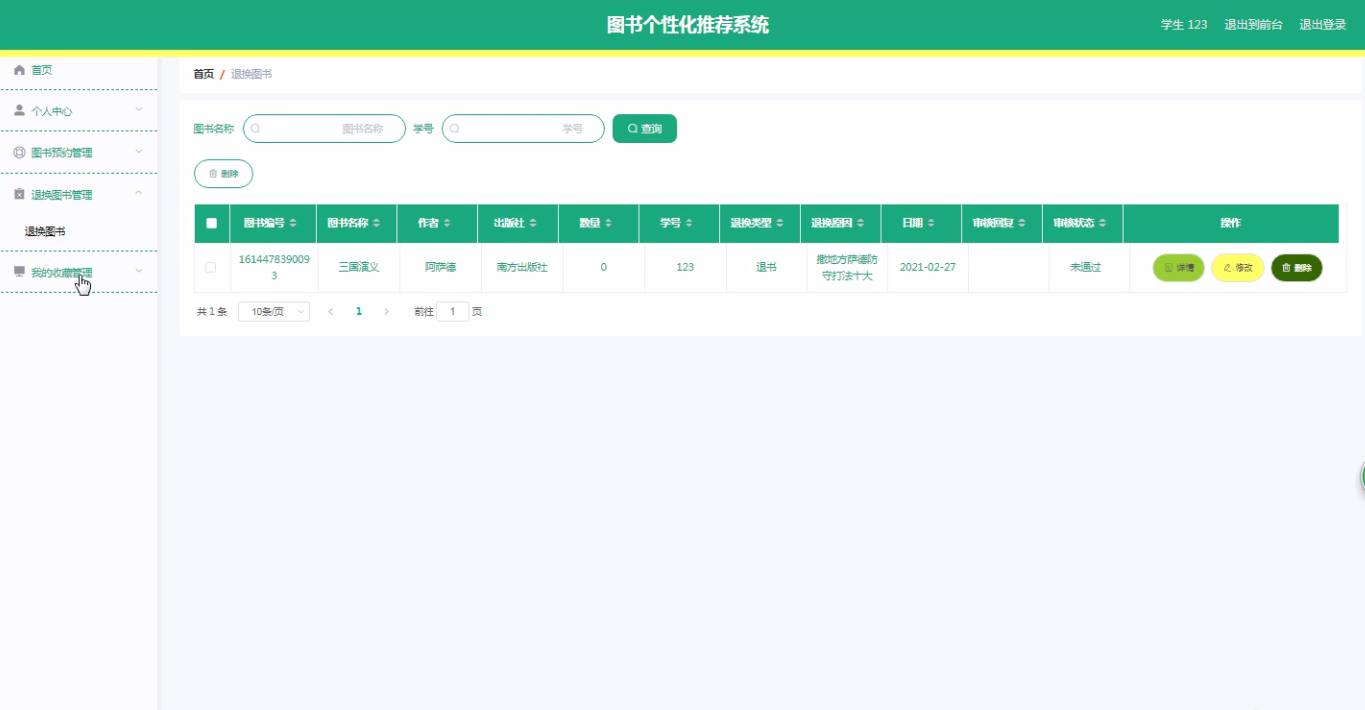 图书个性化推荐系统
学生 123 退出到前台 退出登录
首页
个人中心
图书预约管理
退换图书管理
退换图书
我的收藏管理
首页 / 退换图书
图书名称 图书名称 学号 学号 查询
删除
图书编号 图书名称 作者 出版社 数量 学号 退换类型 退换原因 日期 审核回复 审核状态 操作
161447839009
3
三国演义 阿萨德 南方出版社 0 123 退书
撒地方萨德防
守打法十大
2021-02-27 未通过 详情 修改 删除
共 1 条 10条/页 1 前往 1 页